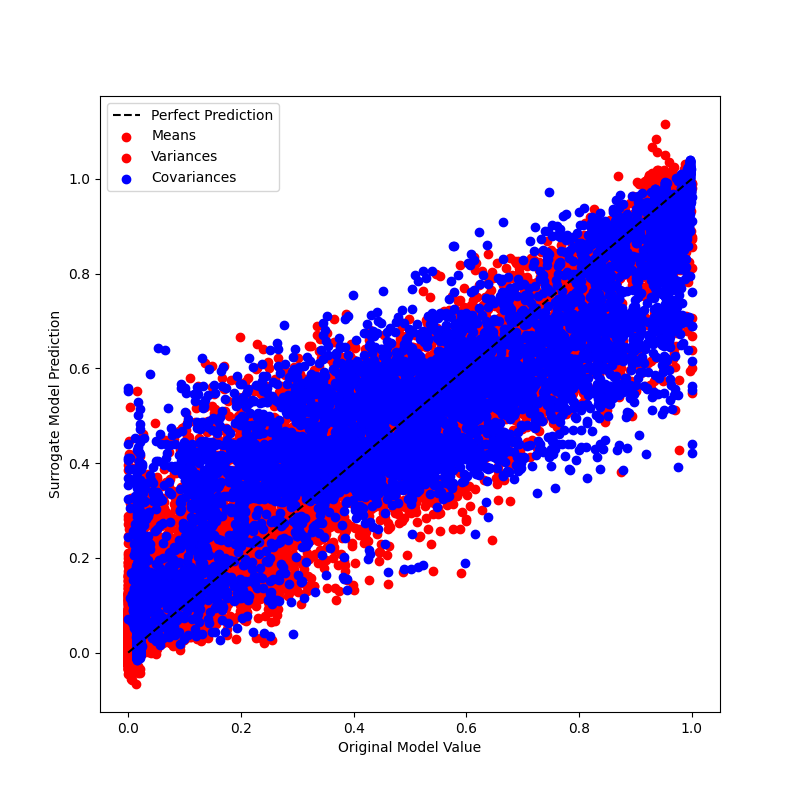 Perfect Prediction
Means
Variances
Covariances
1.0
0.8
0.6
0.4
0.2
0.0
Surrogate Model Prediction
0.0 0.2 0.4 0.6 0.8 1.0
Original Model Value